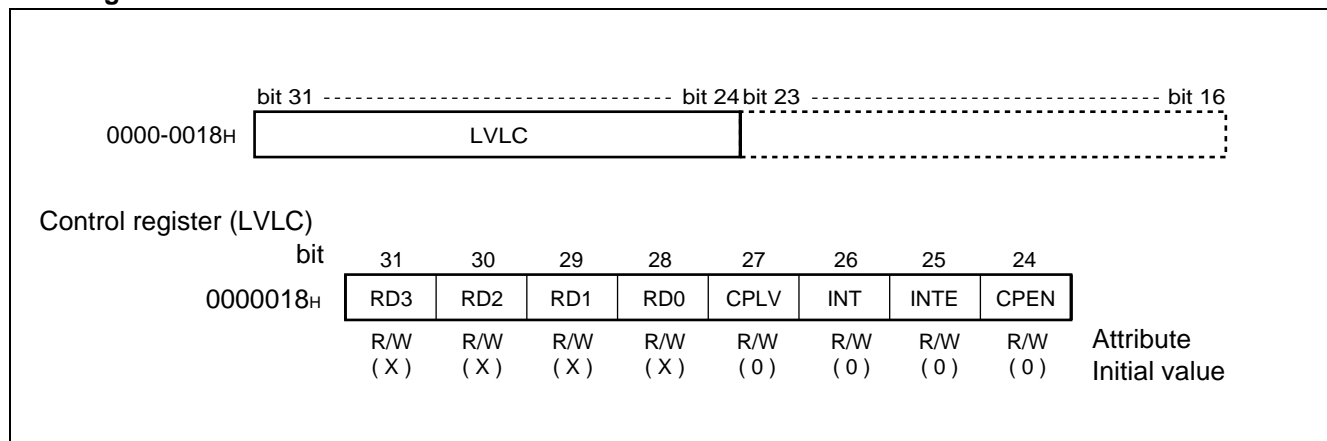 bit 31 bit 24 bit 23 bit 16
0000-0018H LVLC
Control register (LVLC)
bit 31 30 29 28 27 26 25 24
0000018H RD3 RD2 RD1 RD0 CPLV INT INTE CPEN
R/W R/W R/W R/W R/W R/W R/W R/W Attribute
( X ) ( X ) ( X ) ( X ) ( 0 ) ( 0 ) ( 0 ) ( 0 ) Initial value